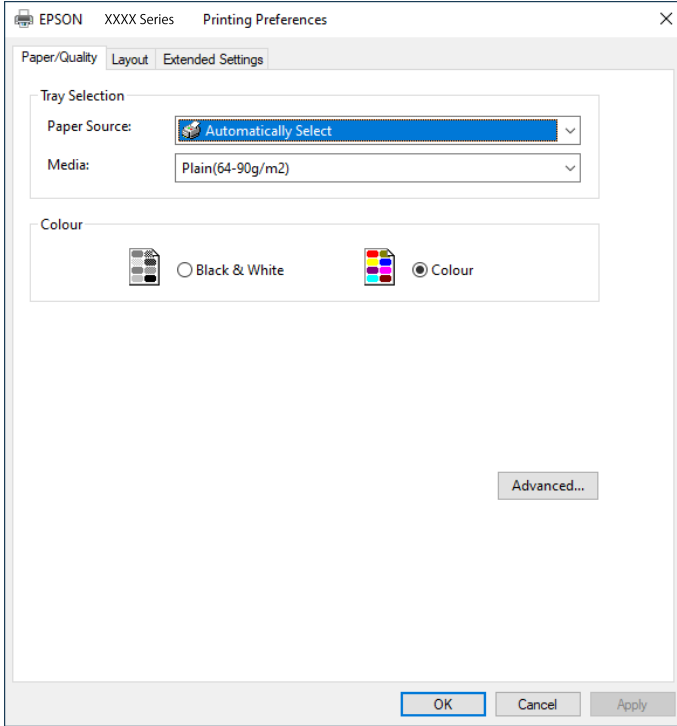 EPSON XXXX Series Printing Preferences
Paper/Quality Layout Extended Settings
Tray Selection
Paper Source: Automatically Select
Media: Plain(64-90g/m2)
Colour
Black & White Colour
Advanced...
OK Cancel Apply